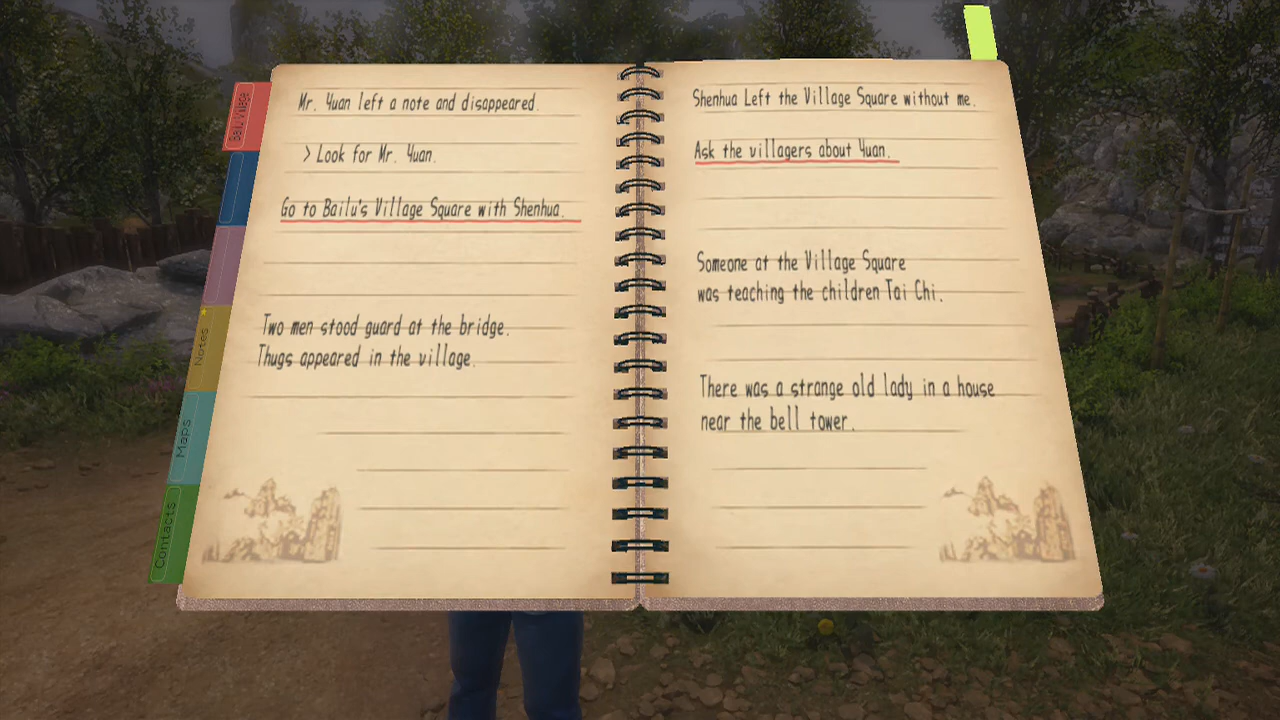 Mr. Yuan left a note and disappeared.
> Look for Mr. Yuan.
Go to Bailu's Village Square with Shenhua.
Two men stood guard at the bridge.
Thugs appeared in the village.
Shenhua Left the Village Square without me.
Ask the villagers about Yuan.
Someone at the Village Square
was teaching the children Tai Chi.
There was a strange old lady in a house
near the bell tower.
Bailu Village
Notes
Maps
Contacts